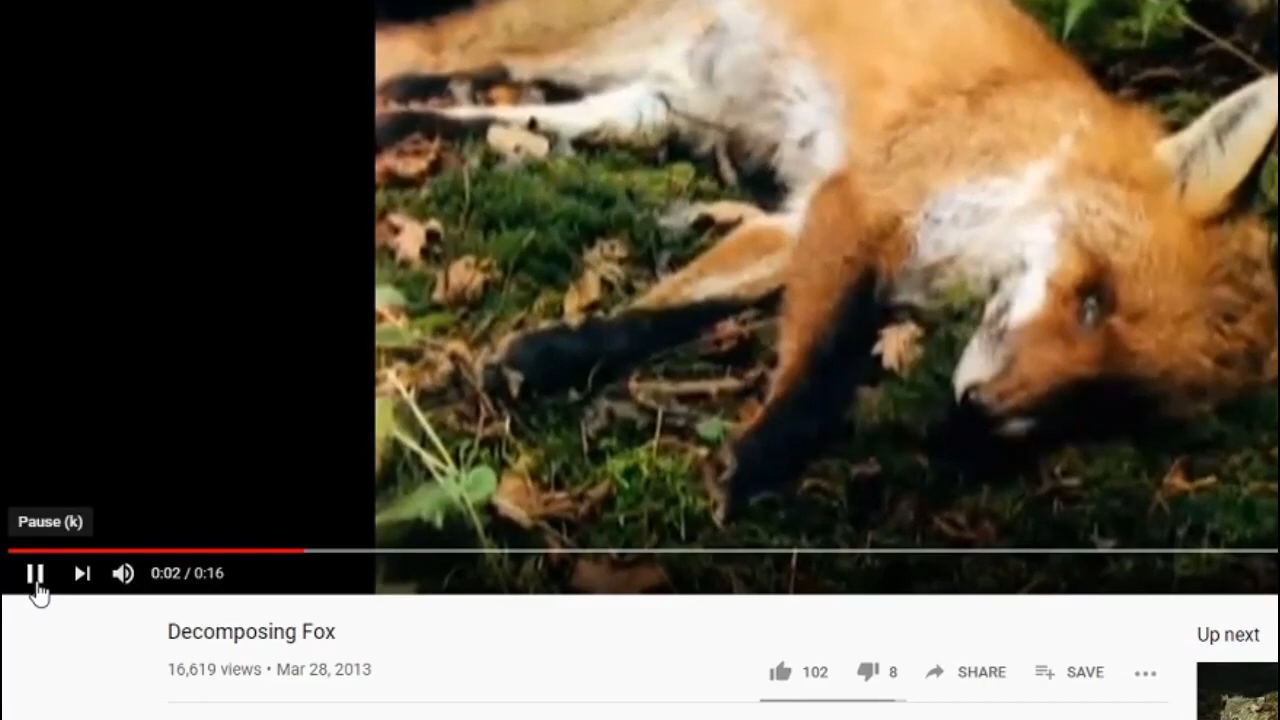 Pause (k)
0:02 / 0:16
Decomposing Fox
Up next
16,619 views • Mar 28, 2013
102
8
SHARE
SAVE